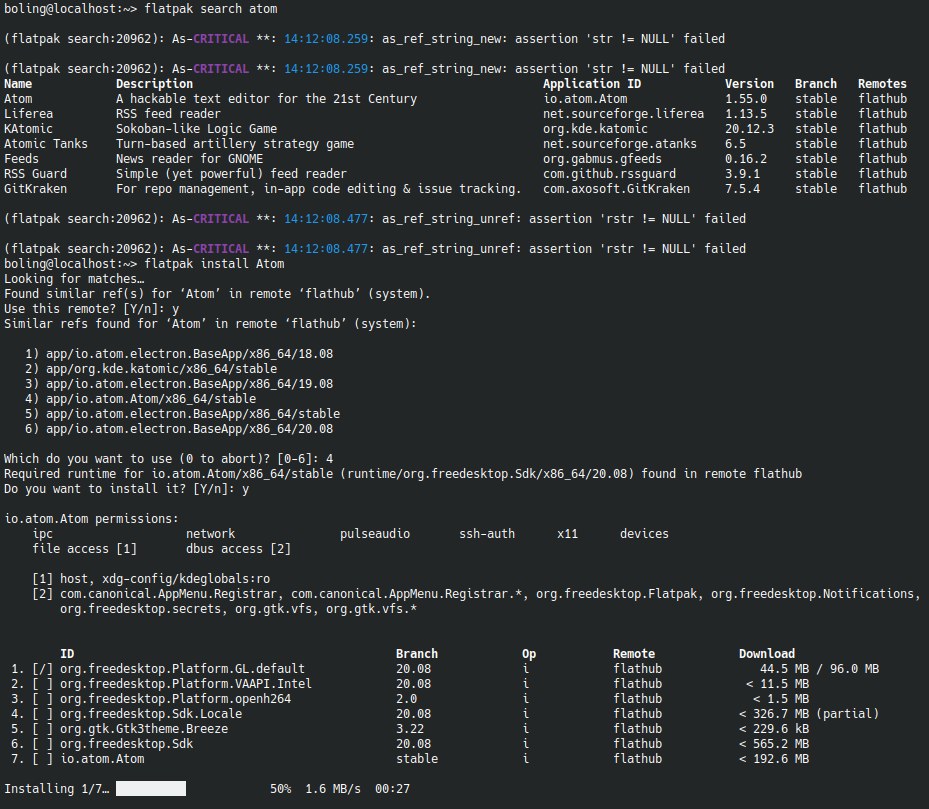 boling@localhost:~> flatpak search atom
(flatpak search:20962): As-CRITICAL **: 14:12:08.259: as_ref_string_new: assertion 'str != NULL' failed
(flatpak search:20962): As-CRITICAL **: 14:12:08.259: as_ref_string_new: assertion 'str != NULL' failed
Name Description Application ID Version Branch Remotes
Atom A hackable text editor for the 21st Century io.atom.Atom 1.55.0 stable flathub
Liferea RSS feed reader net.sourceforge.liferea 1.13.5 stable flathub
KAtomic Sokoban-like Logic Game org.kde.katomic 20.12.3 stable flathub
Atomic Tanks Turn-based artillery strategy game net.sourceforge.atanks 6.5 stable flathub
Feeds News reader for GNOME org.gabmus.gfeeds 0.16.2 stable flathub
RSS Guard Simple (yet powerful) feed reader com.github.rssguard 3.9.1 stable flathub
GitKraken For repo management, in-app code editing & issue tracking. com.axosoft.GitKraken 7.5.4 stable flathub
(flatpak search:20962): As-CRITICAL **: 14:12:08.477: as_ref_string_unref: assertion 'rstr != NULL' failed
(flatpak search:20962): As-CRITICAL **: 14:12:08.477: as_ref_string_unref: assertion 'rstr != NULL' failed
boling@localhost:~> flatpak install Atom
Looking for matches…
Found similar ref(s) for ‘Atom’ in remote ‘flathub’ (system).
Use this remote? [Y/n]: y
Similar refs found for ‘Atom’ in remote ‘flathub’ (system):
1) app/io.atom.electron.BaseApp/x86_64/18.08
2) app/org.kde.katomic/x86_64/stable
3) app/io.atom.electron.BaseApp/x86_64/19.08
4) app/io.atom.Atom/x86_64/stable
5) app/io.atom.electron.BaseApp/x86_64/stable
6) app/io.atom.electron.BaseApp/x86_64/20.08
Which do you want to use (0 to abort)? [0-6]: 4
Required runtime for io.atom.Atom/x86_64/stable (runtime/org.freedesktop.Sdk/x86_64/20.08) found in remote flathub
Do you want to install it? [Y/n]: y
io.atom.Atom permissions:
ipc network pulseaudio ssh-auth x11 devices
file access [1] dbus access [2]
[1] host, xdg-config/kdeglobals:ro
[2] com.canonical.AppMenu.Registrar, com.canonical.AppMenu.Registrar.*, org.freedesktop.Flatpak, org.freedesktop.Notifications,
org.freedesktop.secrets, org.gtk.vfs, org.gtk.vfs.*
ID Branch Op Remote Download
1. [/] org.freedesktop.Platform.GL.default 20.08 i flathub 44.5 MB / 96.0 MB
2. [ ] org.freedesktop.Platform.VAAPI.Intel 20.08 i flathub < 11.5 MB
3. [ ] org.freedesktop.Platform.openh264 2.0 i flathub < 1.5 MB
4. [ ] org.freedesktop.Sdk.Locale 20.08 i flathub < 326.7 MB (partial)
5. [ ] org.gtk.Gtk3theme.Breeze 3.22 i flathub < 229.6 kB
6. [ ] org.freedesktop.Sdk 20.08 i flathub < 565.2 MB
7. [ ] io.atom.Atom stable i flathub < 192.6 MB
Installing 1/7… 50% 1.6 MB/s 00:27